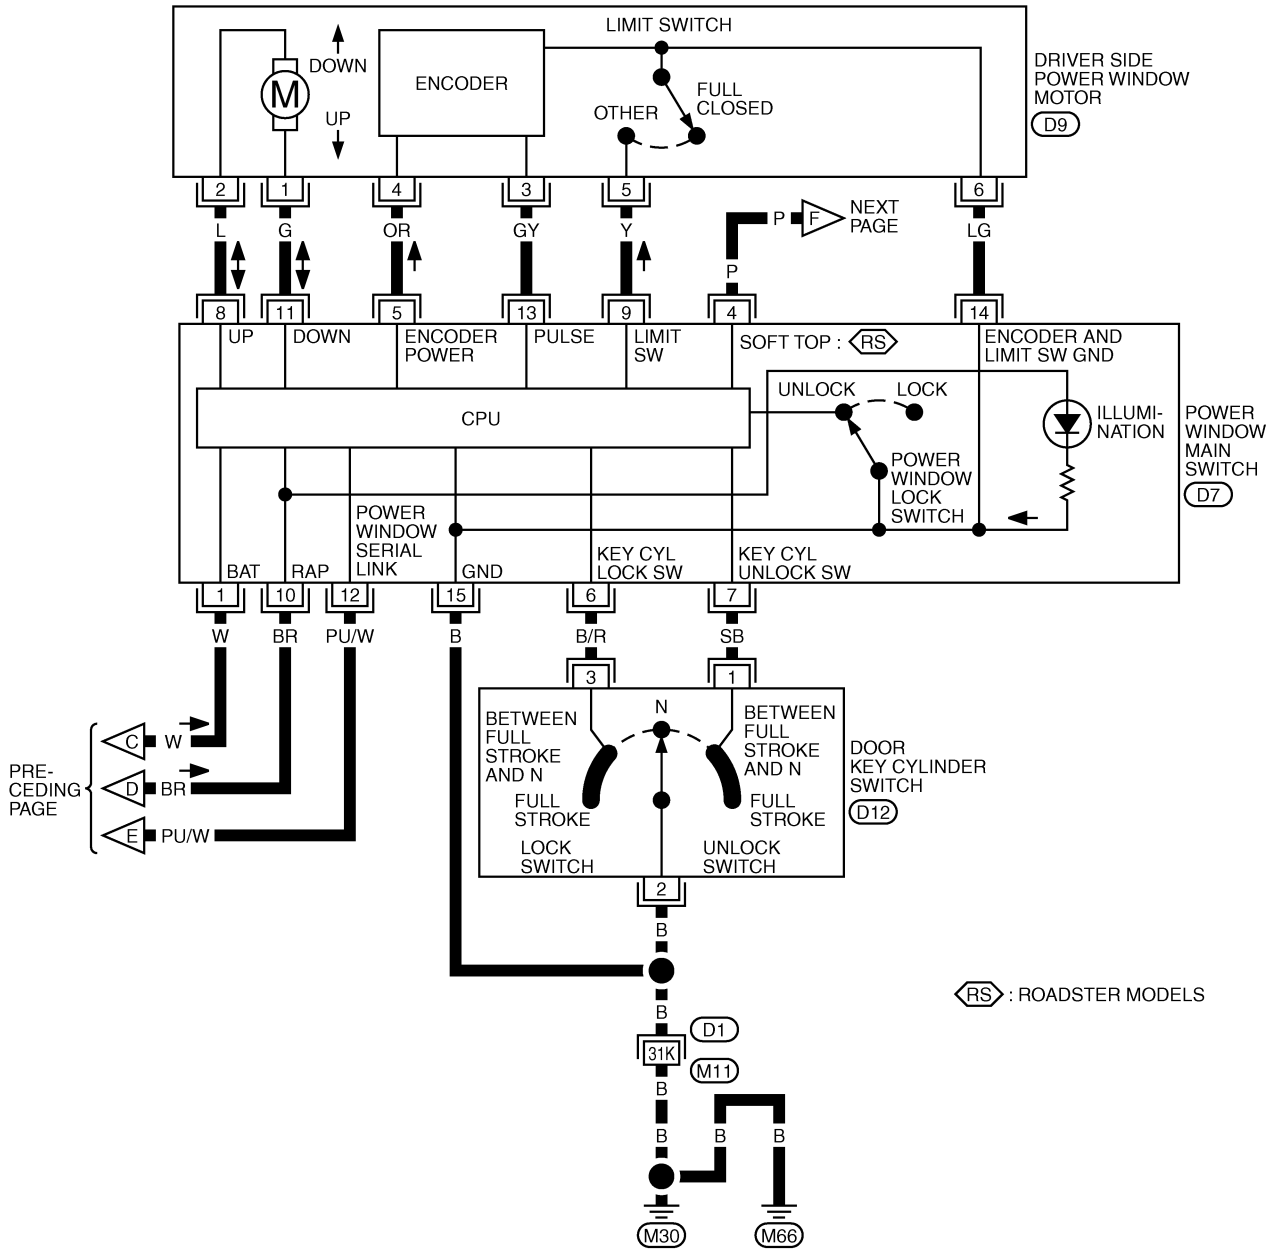 LIMIT SWITCH
DOWN
M
ENCODER
UP
FULL
CLOSED
OTHER
DRIVER SIDE
POWER WINDOW
MOTOR
D9
2 1 4 3 5 6
L G OR GY Y LG
P F NEXT
PAGE
P
8 11 5 13 9 4 14
UP
DOWN
ENCODER
POWER
PULSE
LIMIT
SW
SOFT TOP : RS
ENCODER AND
LIMIT SW GND
CPU
UNLOCK LOCK
ILLUMI-
NATION
POWER
WINDOW
LOCK
SWITCH
POWER
WINDOW
MAIN
SWITCH
D7
POWER
WINDOW
SERIAL
LINK
BAT
RAP
GND
KEY CYL
LOCK SW
KEY CYL
UNLOCK SW
1 10 12 15 6 7
W BR PU/W B B/R SB
3 1
PRE-
CEDING
PAGE
C W
D BR
E PU/W
BETWEEN
FULL
STROKE
AND N
N
BETWEEN
FULL
STROKE
AND N
FULL
STROKE
FULL
STROKE
LOCK
SWITCH
UNLOCK
SWITCH
DOOR
KEY CYLINDER
SWITCH
D12
2
B
B
D1
31K
M11
B
B B B
M30 M66
RS : ROADSTER MODELS